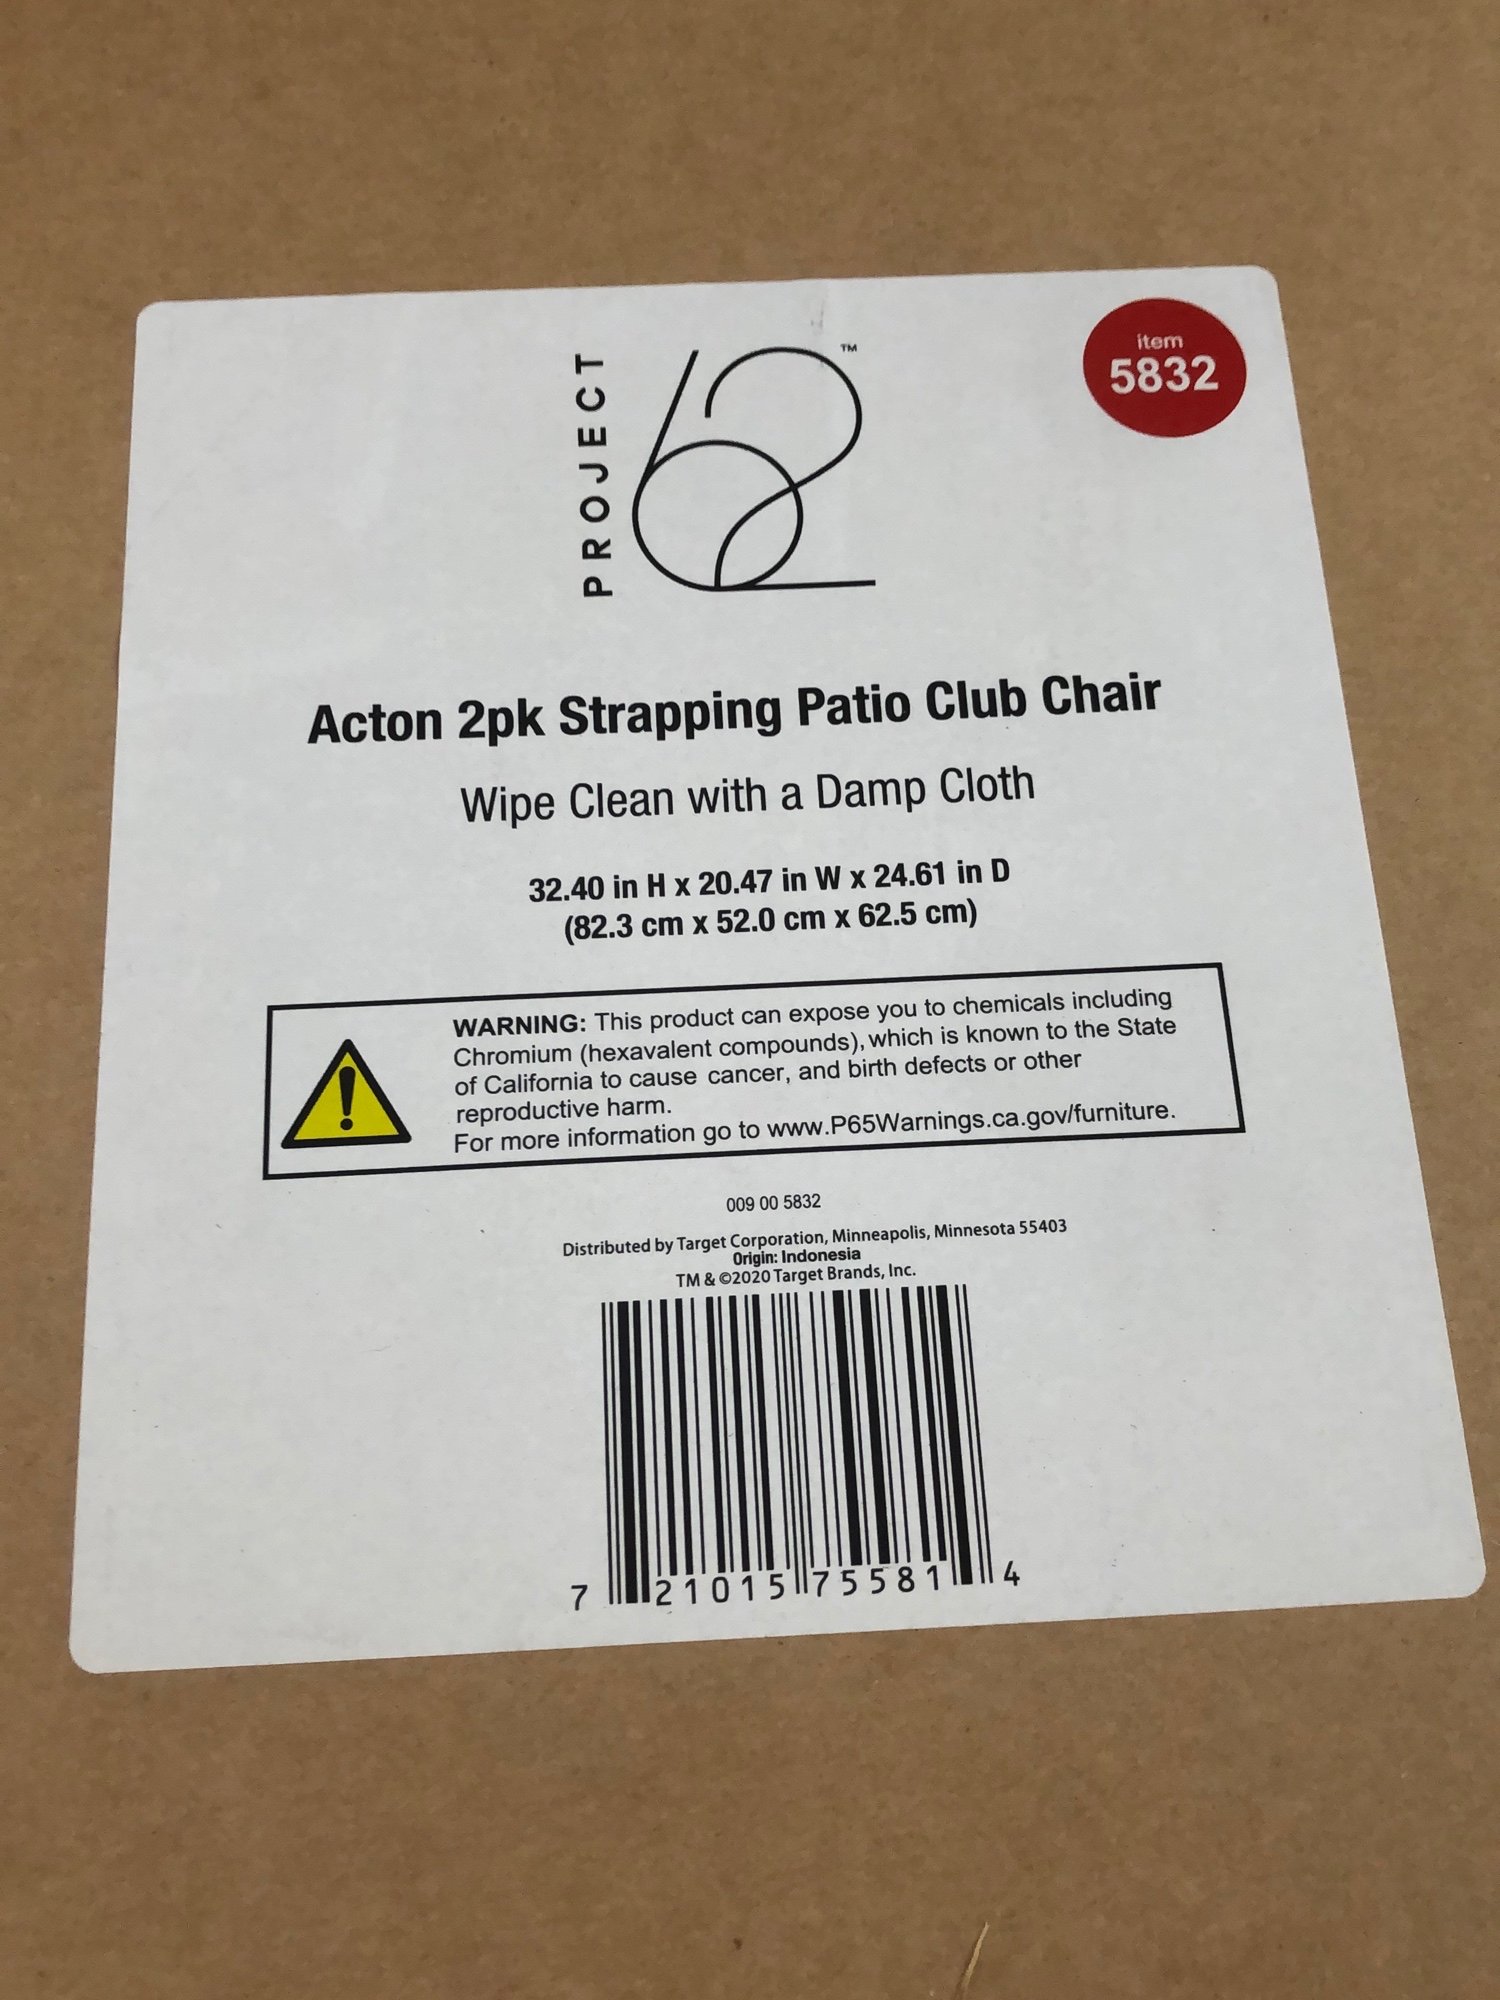 PROJECT
62™
item
5832
Acton 2pk Strapping Patio Club Chair
Wipe Clean with a Damp Cloth
32.40 in H x 20.47 in W x 24.61 in D
(82.3 cm x 52.0 cm x 62.5 cm)
WARNING: This product can expose you to chemicals including
Chromium (hexavalent compounds), which is known to the State
of California to cause cancer, and birth defects or other
reproductive harm.
For more information go to www.P65Warnings.ca.gov/furniture.
009 00 5832
Distributed by Target Corporation, Minneapolis, Minnesota 55403
Origin: Indonesia
TM & ©2020 Target Brands, Inc.
7 21015 75581 4